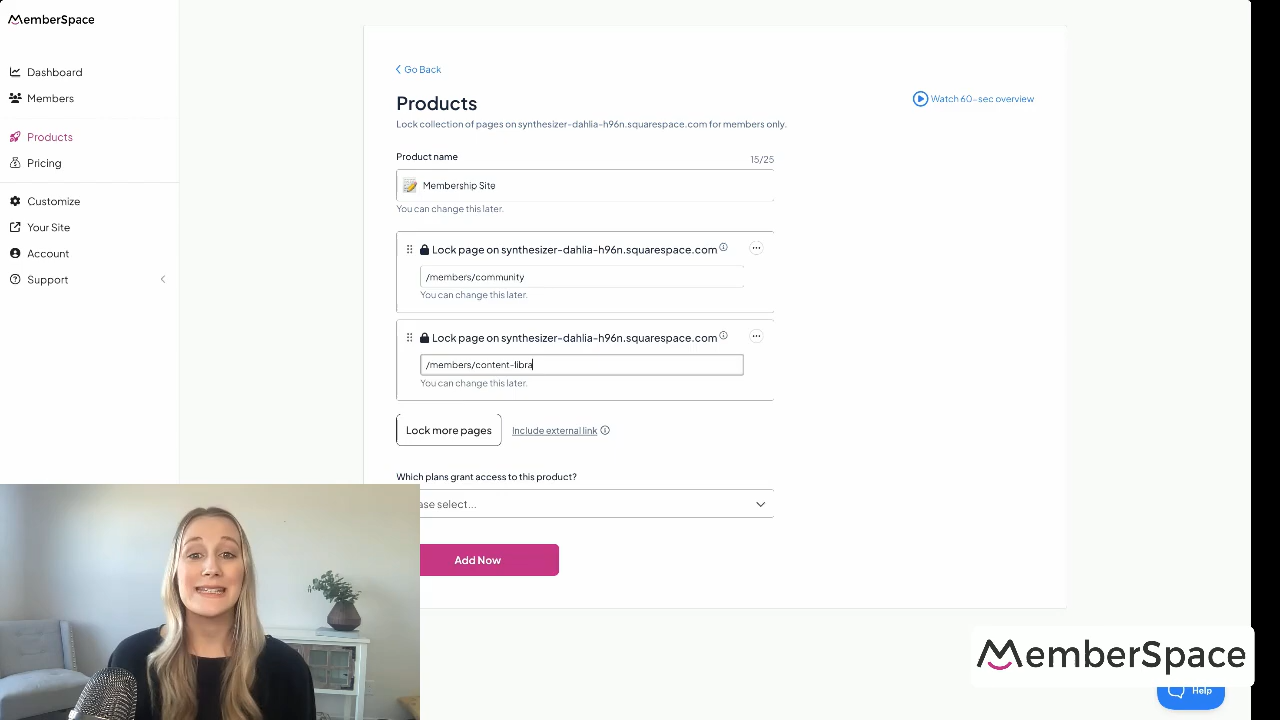 MemberSpace
Dashboard
Members
Products
Pricing
Customize
Your Site
Account
Support
Go Back
Products
Watch 60-sec overview
Lock collection of pages on synthesizer-dahlia-h96n.squarespace.com for members only.
Product name
15/25
Membership Site
You can change this later.
Lock page on synthesizer-dahlia-h96n.squarespace.com
/members/community
You can change this later.
Lock page on synthesizer-dahlia-h96n.squarespace.com
/members/content-libra
You can change this later.
Lock more pages
Include external link
Which plans grant access to this product?
ase select...
Add Now
MemberSpace
Help